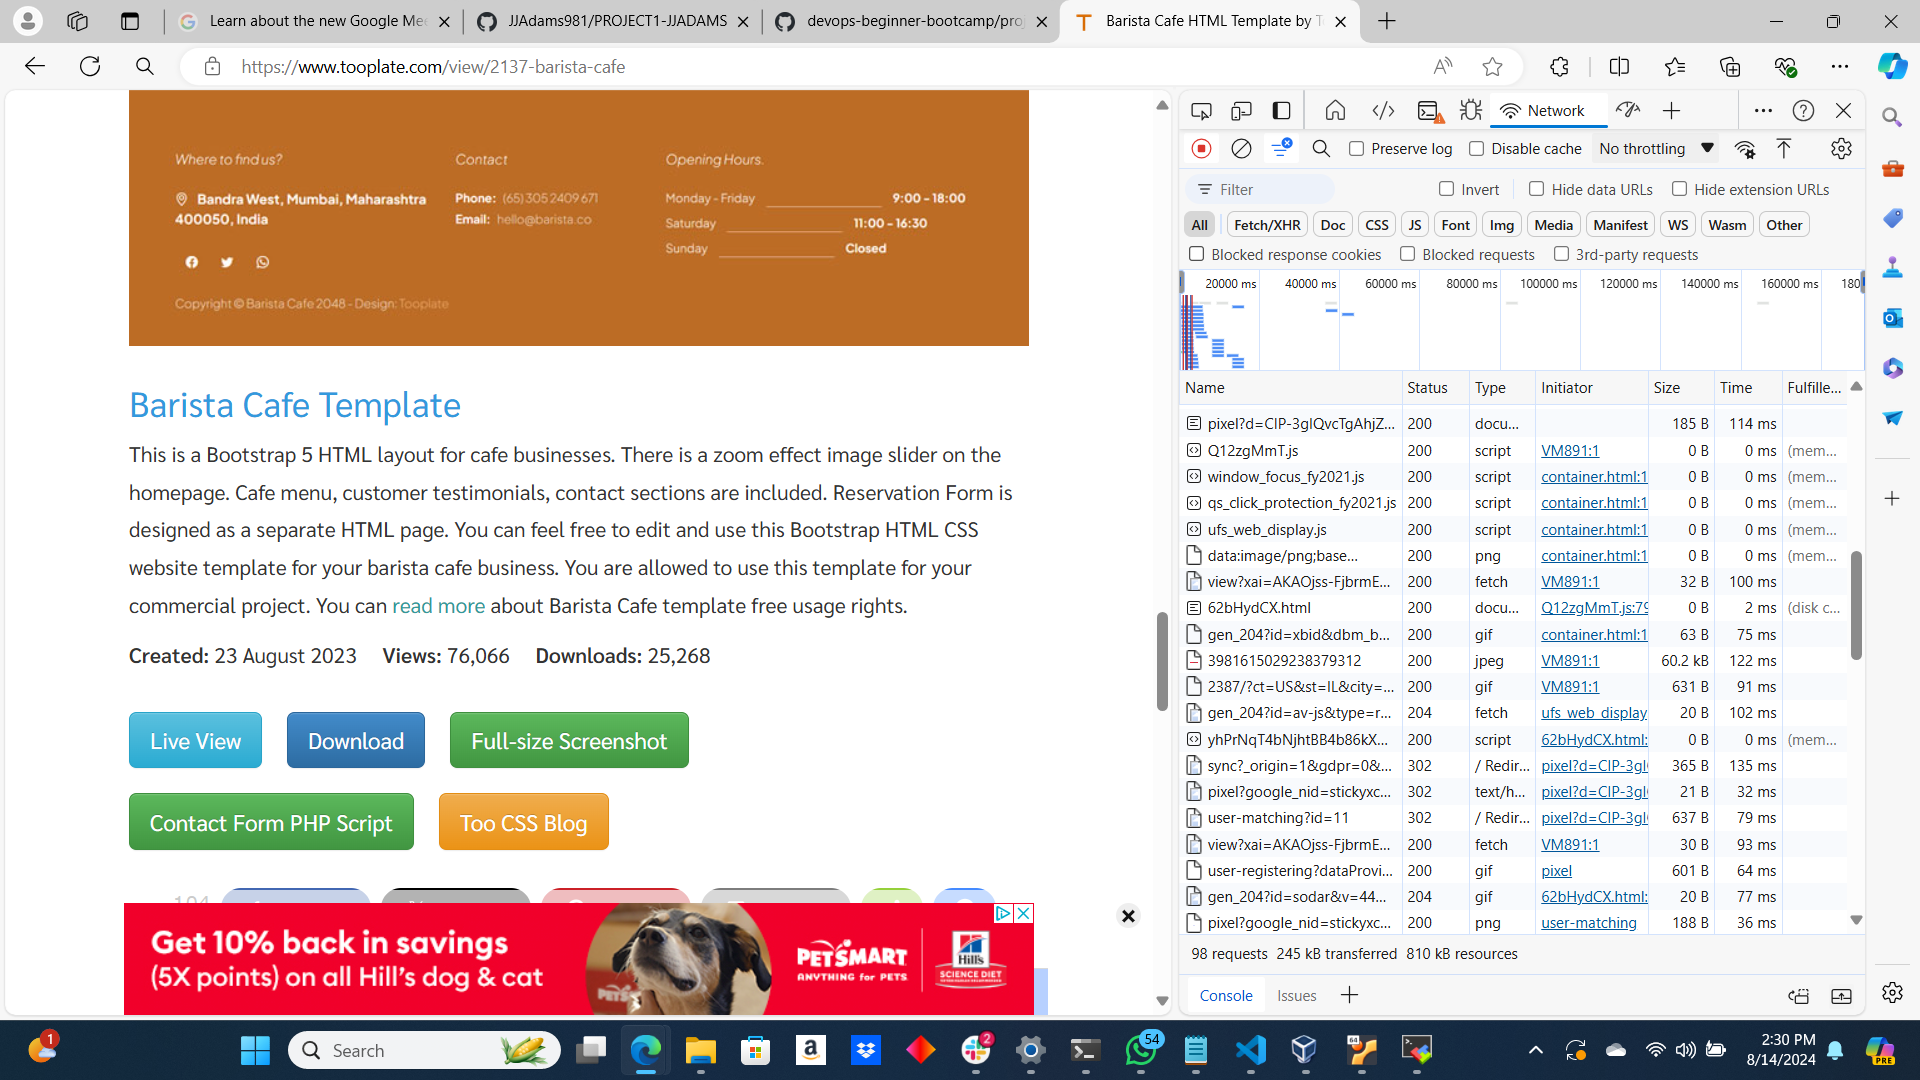 Learn about the new Google Me
JJAdams981/PROJECT1-JJADAMS
devops-beginner-bootcamp/pro
Barista Cafe HTML Template by T
https://www.tooplate.com/view/2137-barista-cafe
Where to find us?
Bandra West, Mumbai, Maharashtra
400050, India
Contact
Phone: (65) 305 2409 671
Email: hello@barista.co
Opening Hours.
Monday - Friday 9:00 - 18:00
Saturday 11:00 - 16:30
Sunday Closed
Copyright © Barista Cafe 2048 - Design: Tooplate
Barista Cafe Template
This is a Bootstrap 5 HTML layout for cafe businesses. There is a zoom effect image slider on the
homepage. Cafe menu, customer testimonials, contact sections are included. Reservation Form is
designed as a separate HTML page. You can feel free to edit and use this Bootstrap HTML CSS
website template for your barista cafe business. You are allowed to use this template for your
commercial project. You can read more about Barista Cafe template free usage rights.
Created: 23 August 2023 Views: 76,066 Downloads: 25,268
Live View Download Full-size Screenshot
Contact Form PHP Script Too CSS Blog
Get 10% back in savings
(5X points) on all Hill's dog & cat
PETSMART
ANYTHING for PETS
Hill's
SCIENCE DIET
Network
Preserve log Disable cache No throttling
Filter Invert Hide data URLs Hide extension URLs
All Fetch/XHR Doc CSS JS Font Img Media Manifest WS Wasm Other
Blocked response cookies Blocked requests 3rd-party requests
20000 ms 40000 ms 60000 ms 80000 ms 100000 ms 120000 ms 140000 ms 160000 ms 180
Name Status Type Initiator Size Time Fulfille...
pixel?d=CIP-3gIQvcTgAhjZ... 200 docu... 185 B 114 ms
Q12zgMmT.js 200 script VM891:1 0 B 0 ms (mem...
window_focus_fy2021.js 200 script container.html:1 0 B 0 ms (mem...
qs_click_protection_fy2021.js 200 script container.html:1 0 B 0 ms (mem...
ufs_web_display.js 200 script container.html:1 0 B 0 ms (mem...
data:image/png;base... 200 png container.html:1 0 B 0 ms (mem...
view?xai=AKAOjss-FjbrmE... 200 fetch VM891:1 32 B 100 ms
62bHydCX.html 200 docu... Q12zgMmT.js:79 0 B 2 ms (disk c...
gen_204?id=xbid&dbm_b... 200 gif container.html:1 63 B 75 ms
3981615029238379312 200 jpeg VM891:1 60.2 kB 122 ms
2387/?ct=US&st=IL&city=... 200 gif VM891:1 631 B 91 ms
gen_204?id=av-js&type=r... 204 fetch ufs_web_display 20 B 102 ms
yhPrNqT4bNjhtBB4b86kX... 200 script 62bHydCX.html: 0 B 0 ms (mem...
sync?_origin=1&gdpr=0&... 302 / Redir... pixel?d=CIP-3gI 365 B 135 ms
pixel?google_nid=stickyxc... 302 text/h... pixel?d=CIP-3gI 21 B 32 ms
user-matching?id=11 302 / Redir... pixel?d=CIP-3gI 637 B 79 ms
view?xai=AKAOjss-FjbrmE... 200 fetch VM891:1 30 B 93 ms
user-registering?dataProvi... 200 gif pixel 601 B 64 ms
gen_204?id=sodar&v=44... 204 gif 62bHydCX.html: 20 B 77 ms
pixel?google_nid=stickyxc... 200 png user-matching 188 B 36 ms
98 requests 245 kB transferred 810 kB resources
Console Issues
1
Search
2
54
64
2:30 PM
8/14/2024
PRE